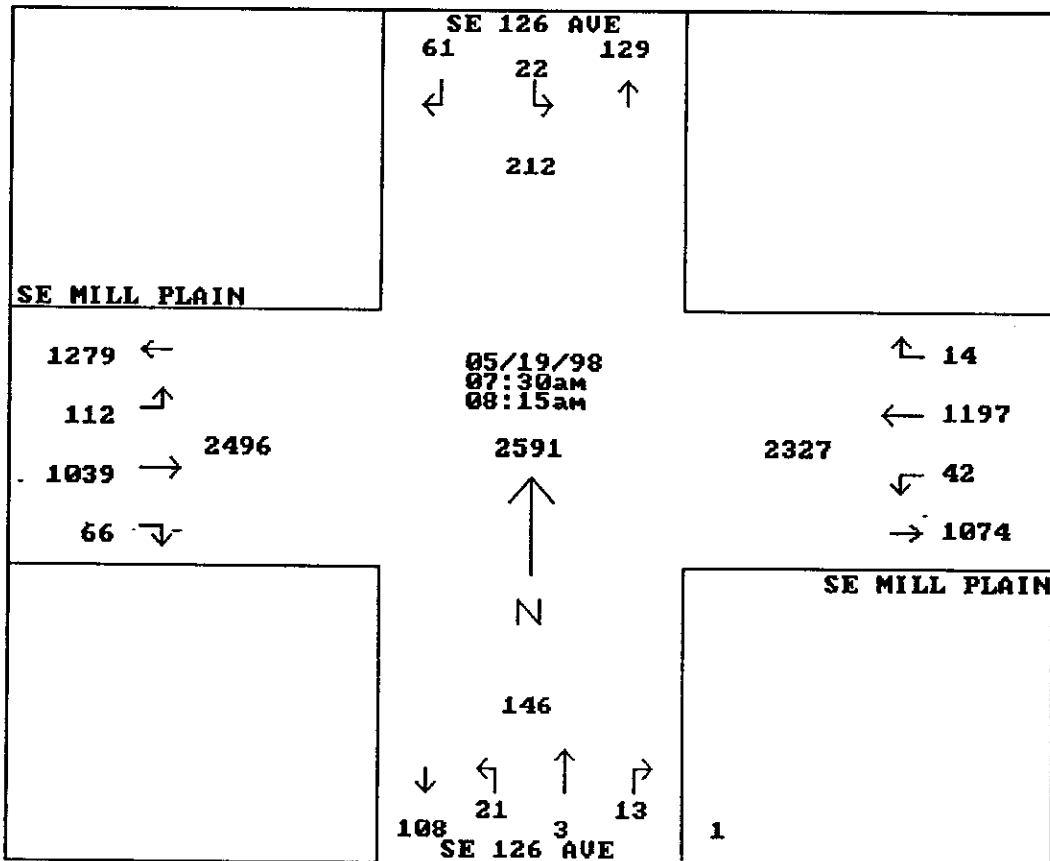 SE 126 AVE
61 22 129
212
SE MILL PLAIN
1279
112
1039
66
2496
05/19/98
07:30am
08:15am
2591
N
2327
14
1197
42
1074
SE MILL PLAIN
146
108 21 3 13
SE 126 AVE
1